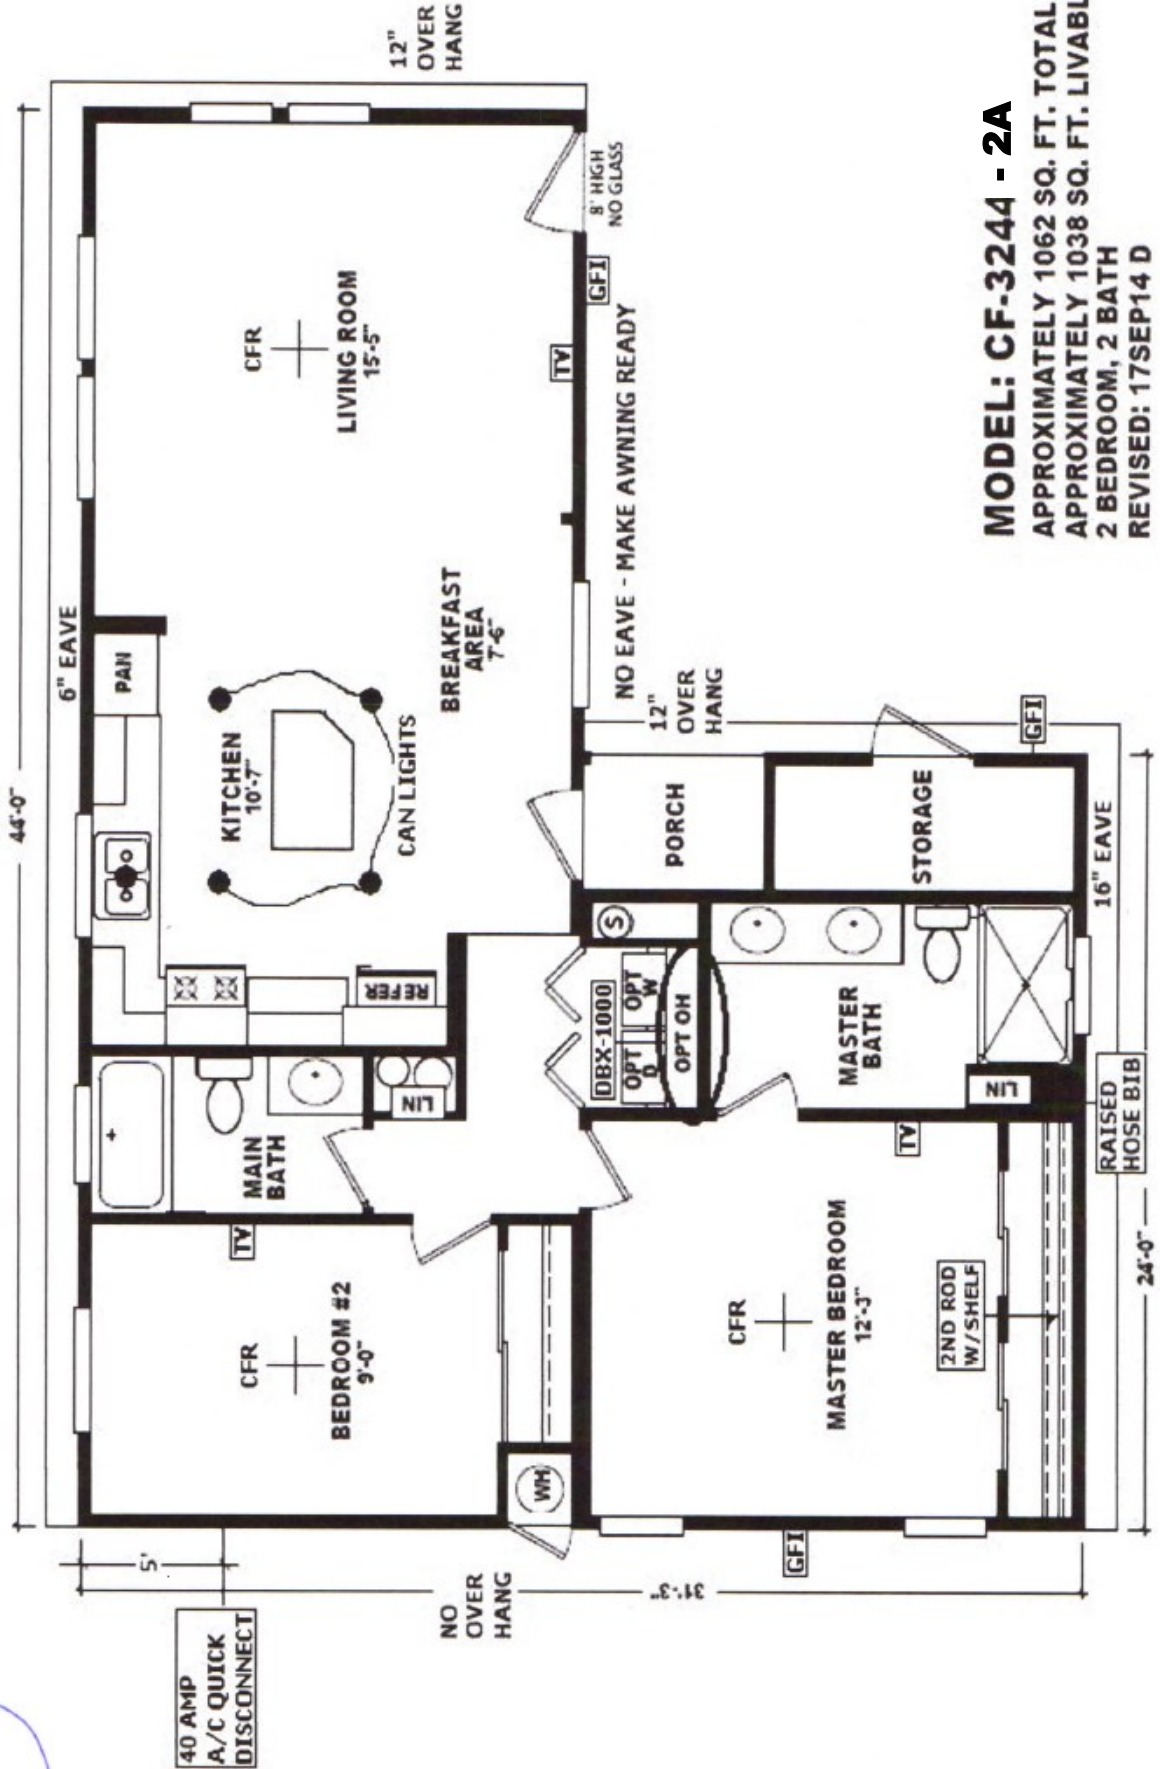 44'-0"
6" EAVE
12"
OVER
HANG
40 AMP
A/C QUICK
DISCONNECT
5'
31'-3"
NO
OVER
HANG
CFR
BEDROOM #2
9'-0"
TV
WH
MAIN
BATH
LIN
REFER
KITCHEN
10'-7"
CAN LIGHTS
PAN
BREAKFAST
AREA
7'-6"
CFR
LIVING ROOM
15'-5"
TV
8' HIGH
NO GLASS
GFI
NO EAVE - MAKE AWNING READY
12"
OVER
HANG
PORCH
STORAGE
GFI
16" EAVE
S
DBX-1000
OPT
D
OPT
W
OPT OH
MASTER
BATH
LIN
RAISED
HOSE BIB
TV
CFR
MASTER BEDROOM
12'-3"
2ND ROD
W/SHELF
GFI
24'-0"
MODEL: CF-3244 - 2A
APPROXIMATELY 1062 SQ. FT. TOTAL
APPROXIMATELY 1038 SQ. FT. LIVABL
2 BEDROOM, 2 BATH
REVISED: 17SEP14 D